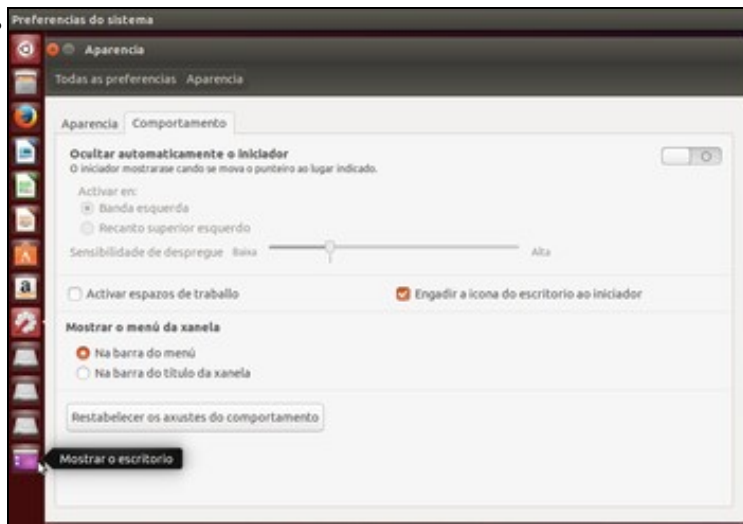 Preferencias do sistema
Aparencia
Todas as preferencias Aparencia
Aparencia Comportamento
Ocultar automaticamente o iniciador
O iniciador mostrarase cando se mova o punteiro ao lugar indicado.
Activar en:
Banda esquerda
Recanto superior esquerdo
Sensibilidade de despregue Baixa Alta
Activar espazos de traballo Engadir a icona do escritorio ao iniciador
Mostrar o menú da xanela
Na barra do menú
Na barra do título da xanela
Restabelecer os axustes do comportamento
Mostrar o escritorio